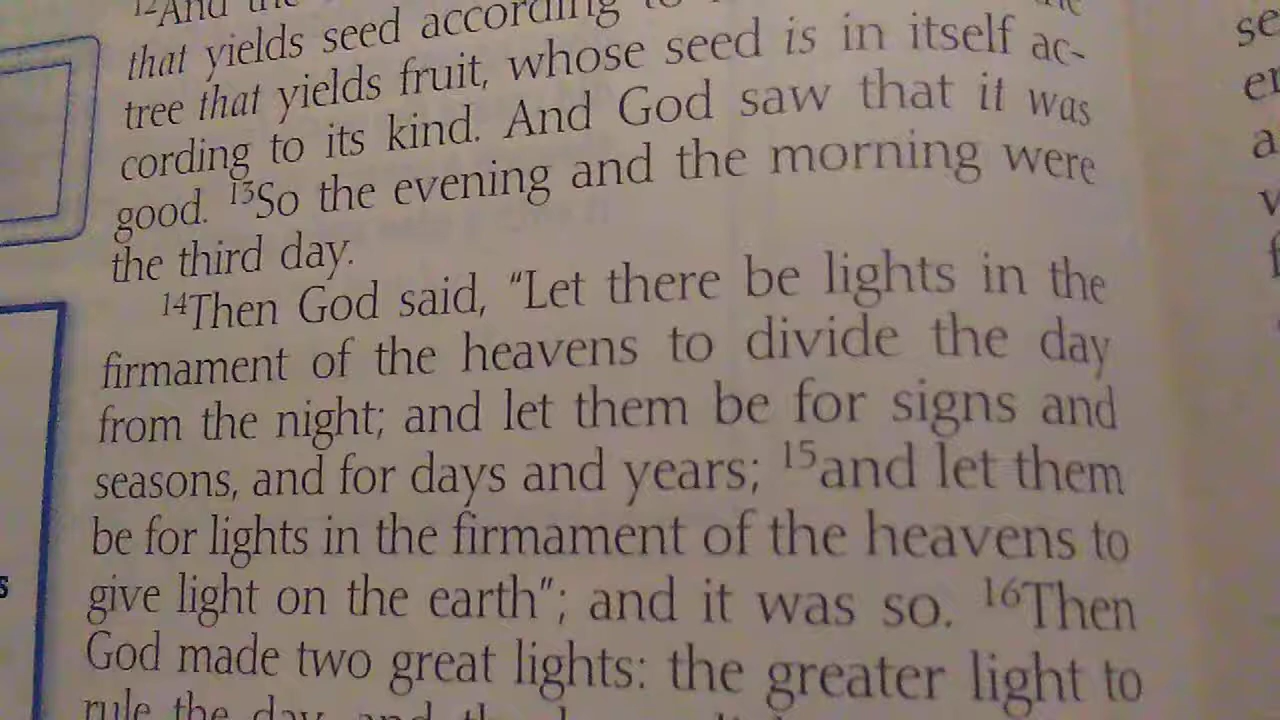 12And the
that yields seed according to
tree that yields fruit, whose seed is in itself ac-
cording to its kind. And God saw that it was
good. 13So the evening and the morning were
the third day.
14Then God said, "Let there be lights in the
firmament of the heavens to divide the day
from the night; and let them be for signs and
seasons, and for days and years; 15and let them
be for lights in the firmament of the heavens to
give light on the earth"; and it was so. 16Then
God made two great lights: the greater light to
rule the day, and